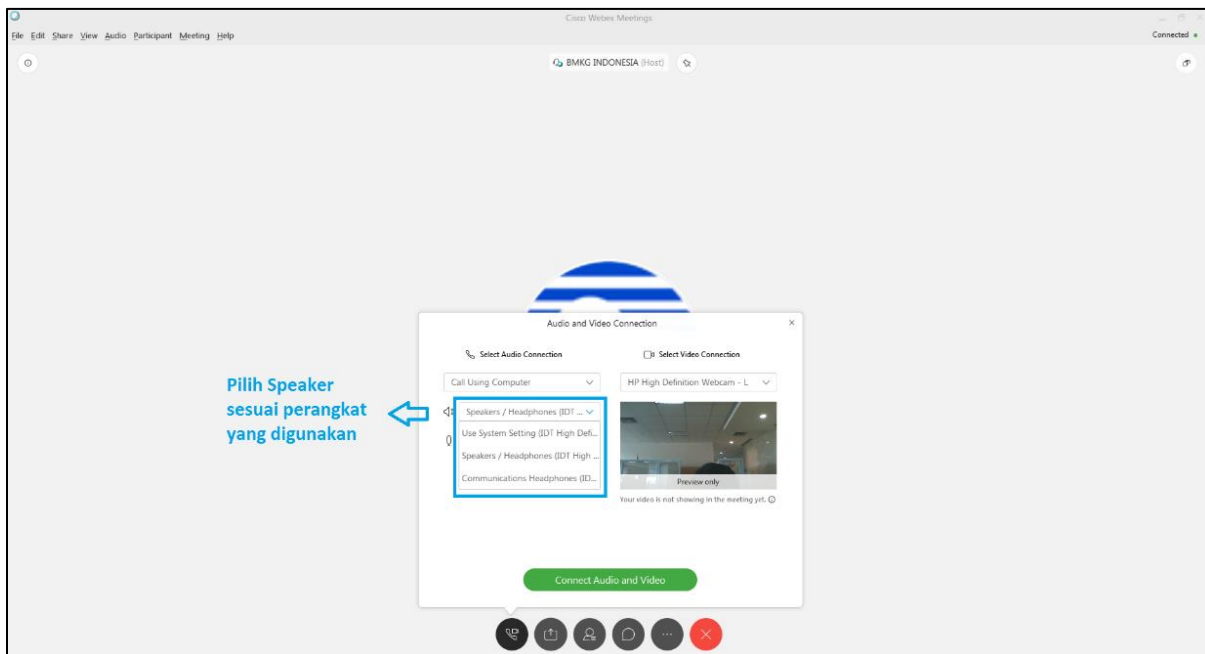 Cisco Webex Meetings
File Edit Share View Audio Participant Meeting Help
Connected
BMKG INDONESIA (Host)
Audio and Video Connection
Select Audio Connection
Select Video Connection
Call Using Computer
HP High Definition Webcam - L
Pilih Speaker
sesuai perangkat
yang digunakan
Speakers / Headphones (IDT ...
Use System Setting (IDT High Defi...
Speakers / Headphones (IDT High ...
Communications Headphones (ID...
Preview only
Your video is not showing in the meeting yet.
Connect Audio and Video